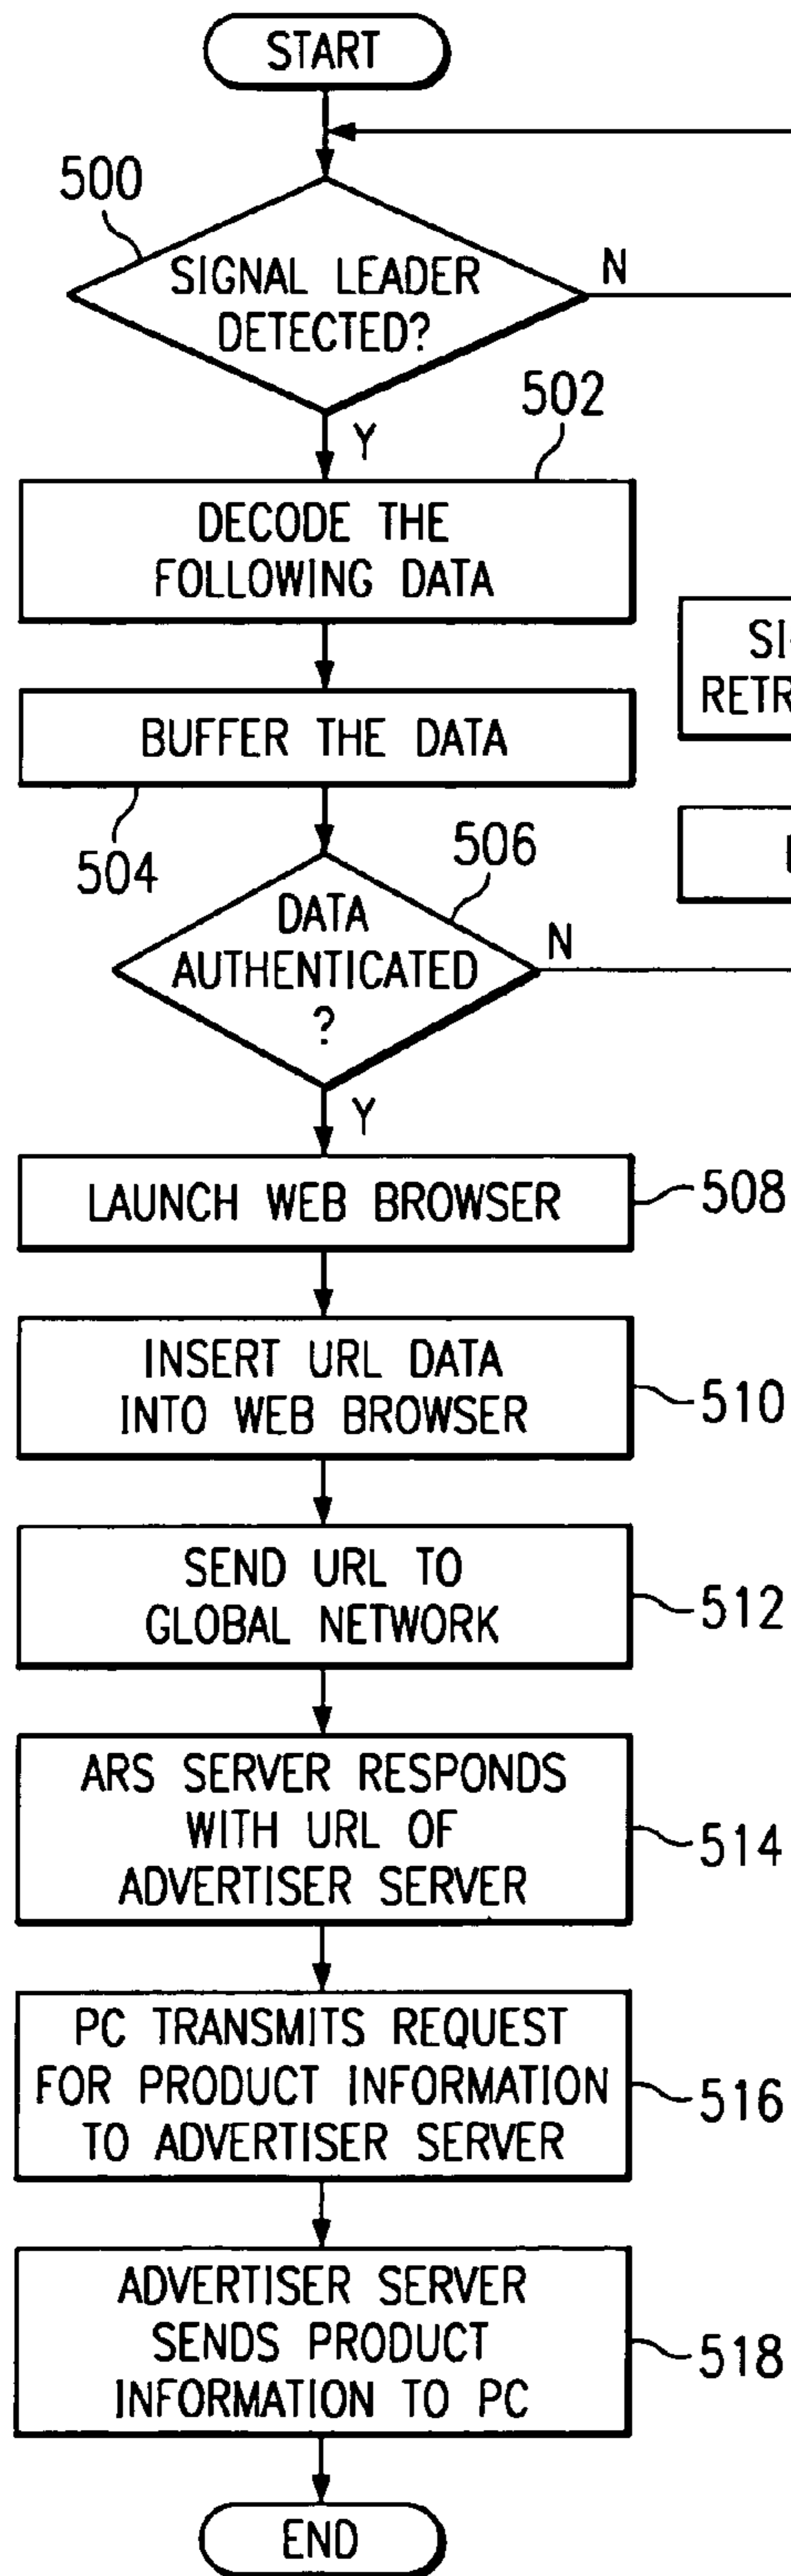 START
500
SIGNAL LEADER
DETECTED?
N
Y
502
DECODE THE
FOLLOWING DATA
BUFFER THE DATA
504
506
DATA
AUTHENTICATED
?
N
Y
LAUNCH WEB BROWSER
508
INSERT URL DATA
INTO WEB BROWSER
510
SEND URL TO
GLOBAL NETWORK
512
ARS SERVER RESPONDS
WITH URL OF
ADVERTISER SERVER
514
PC TRANSMITS REQUEST
FOR PRODUCT INFORMATION
TO ADVERTISER SERVER
516
ADVERTISER SERVER
SENDS PRODUCT
INFORMATION TO PC
518
END